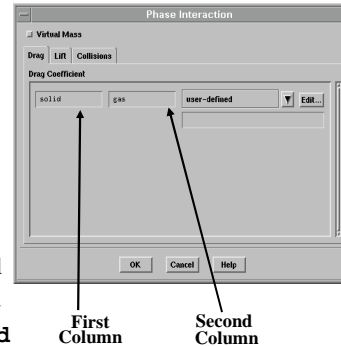 Phase Interaction
Virtual Mass
Drag Lift Collisions
Drag Coefficient
solid gas user-defined Edit...
OK Cancel Help
First Column
Second Column
d